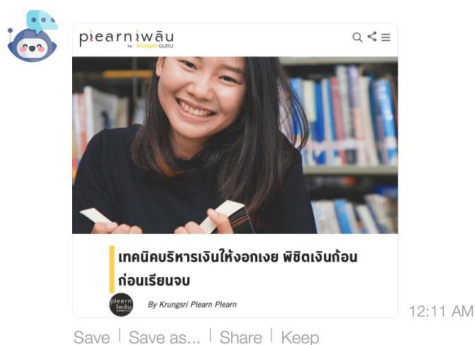 plearnเพลิน
by krungsri GURU
เทคนิคบริหารเงินให้งอกเงย พิชิตเงินก้อน
ก่อนเรียนจบ
plearn
เพลิน
By Krungsri Plearn Plearn
12:11 AM
Save | Save as... | Share | Keep